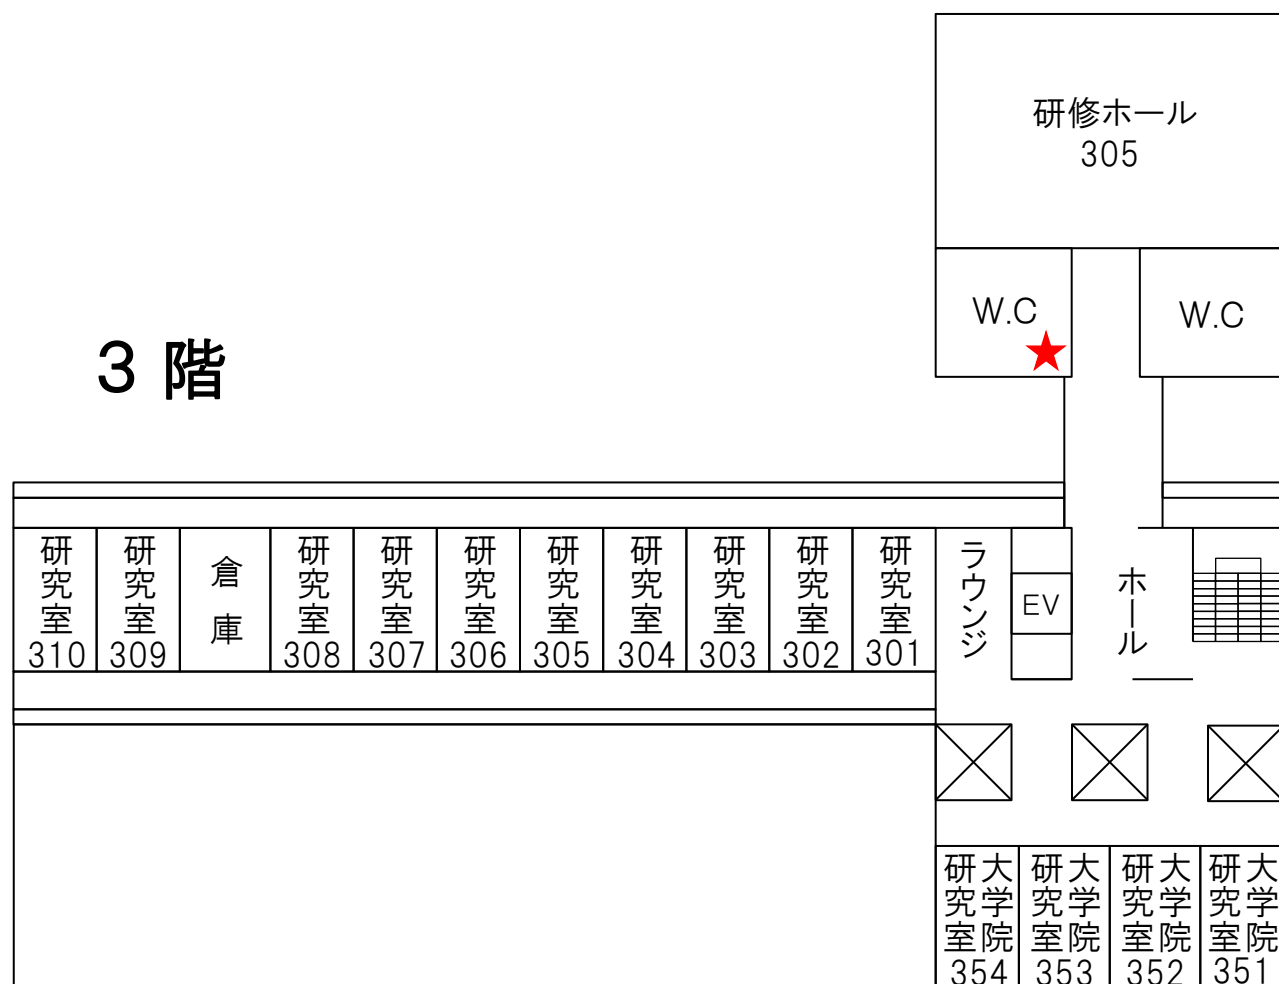 研修ホール
305
W.C
W.C
3 階
研究室
310
研究室
309
倉庫
研究室
308
研究室
307
研究室
306
研究室
305
研究室
304
研究室
303
研究室
302
研究室
301
ラウンジ
EV
ホール
大学院
研究室
354
大学院
研究室
353
大学院
研究室
352
大学院
研究室
351